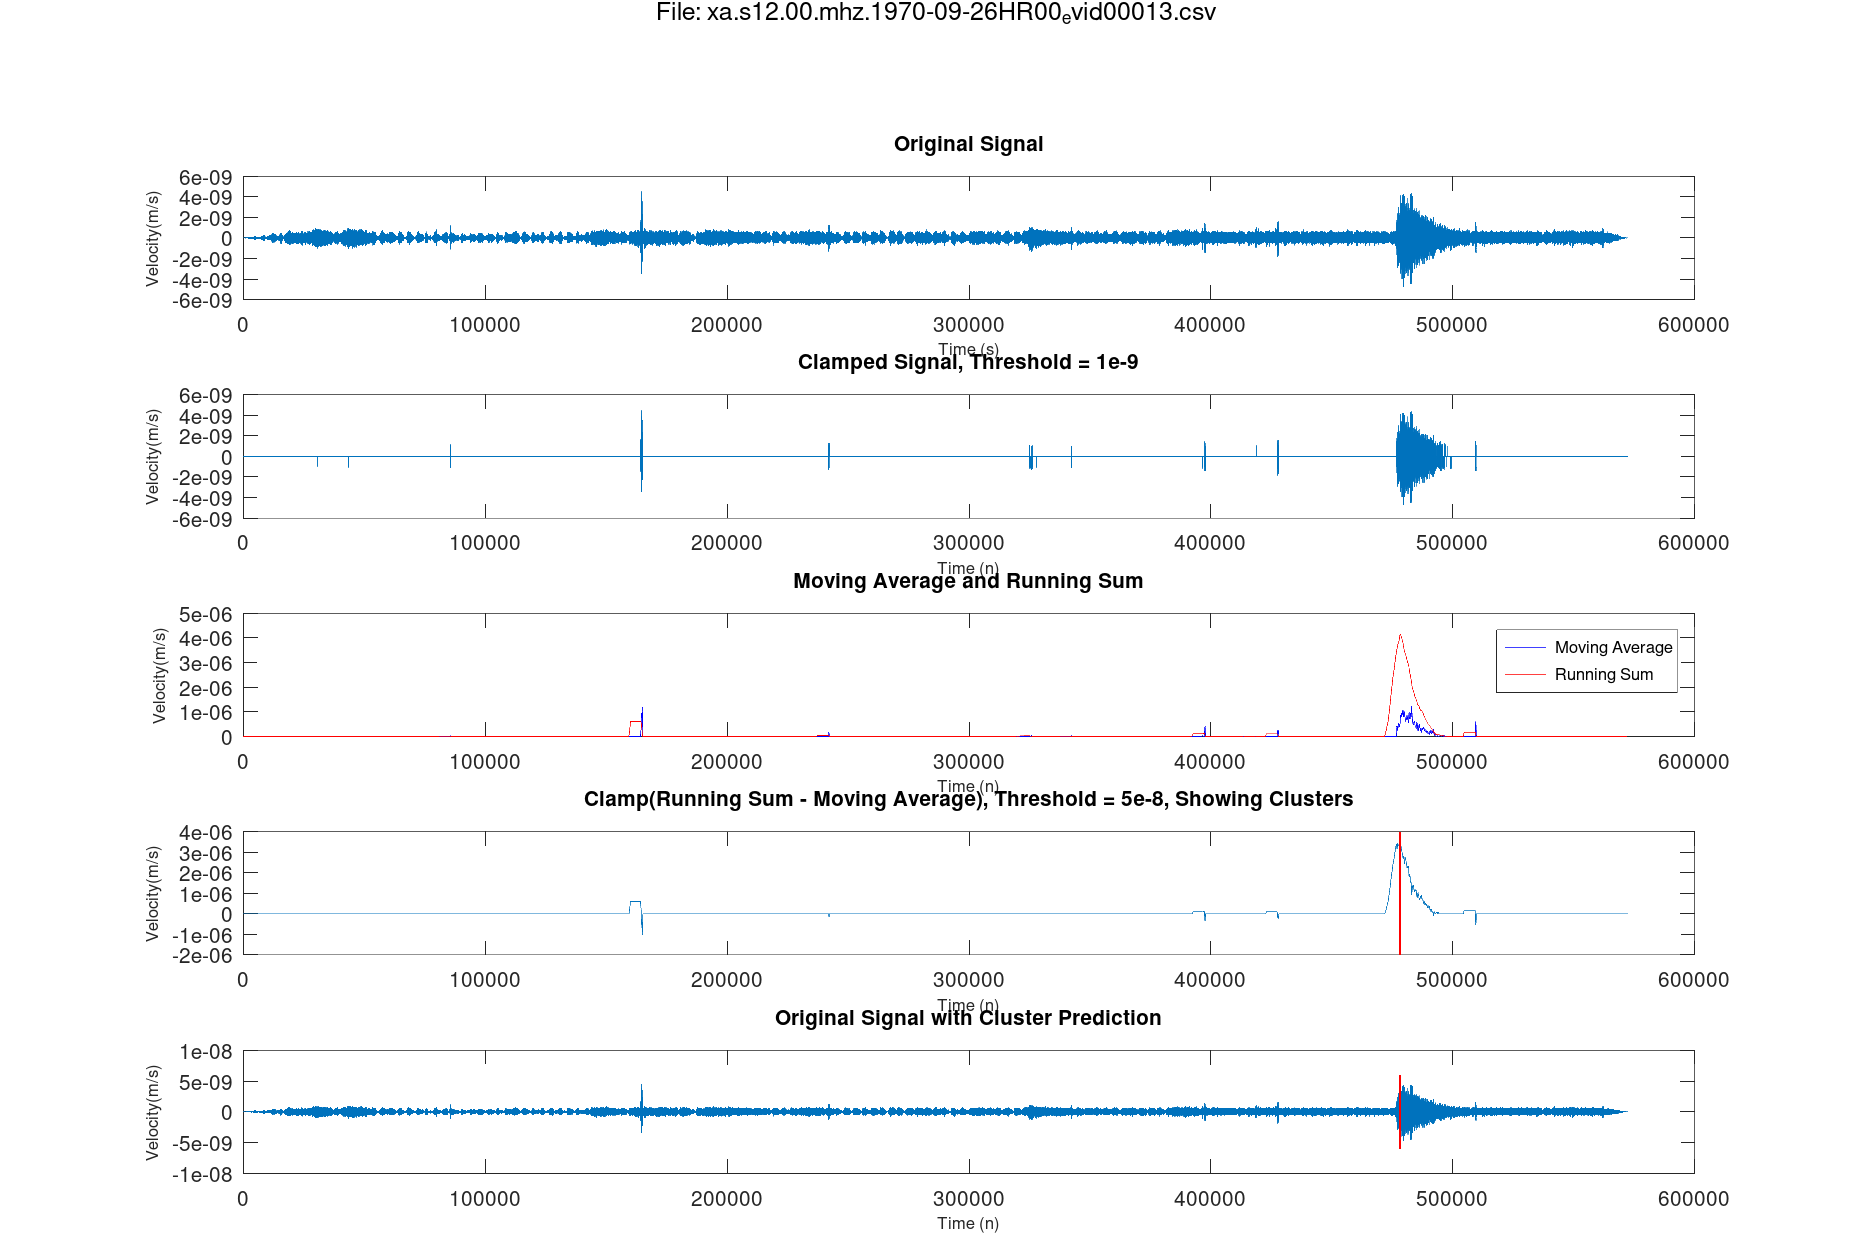 File: xa.s12.00.mhz.1970-09-26HR00evid00013.csv
Original Signal
Velocity(m/s)
6e-09
4e-09
2e-09
0
-2e-09
-4e-09
-6e-09
0 100000 200000 300000 400000 500000 600000
Time (s)
Clamped Signal, Threshold = 1e-9
Velocity(m/s)
6e-09
4e-09
2e-09
0
-2e-09
-4e-09
-6e-09
0 100000 200000 300000 400000 500000 600000
Time (n)
Moving Average and Running Sum
Velocity(m/s)
5e-06
4e-06
3e-06
2e-06
1e-06
0
Moving Average
Running Sum
0 100000 200000 300000 400000 500000 600000
Time (n)
Clamp(Running Sum - Moving Average), Threshold = 5e-8, Showing Clusters
Velocity(m/s)
4e-06
3e-06
2e-06
1e-06
0
-1e-06
-2e-06
0 100000 200000 300000 400000 500000 600000
Time (n)
Original Signal with Cluster Prediction
Velocity(m/s)
1e-08
5e-09
0
-5e-09
-1e-08
0 100000 200000 300000 400000 500000 600000
Time (n)